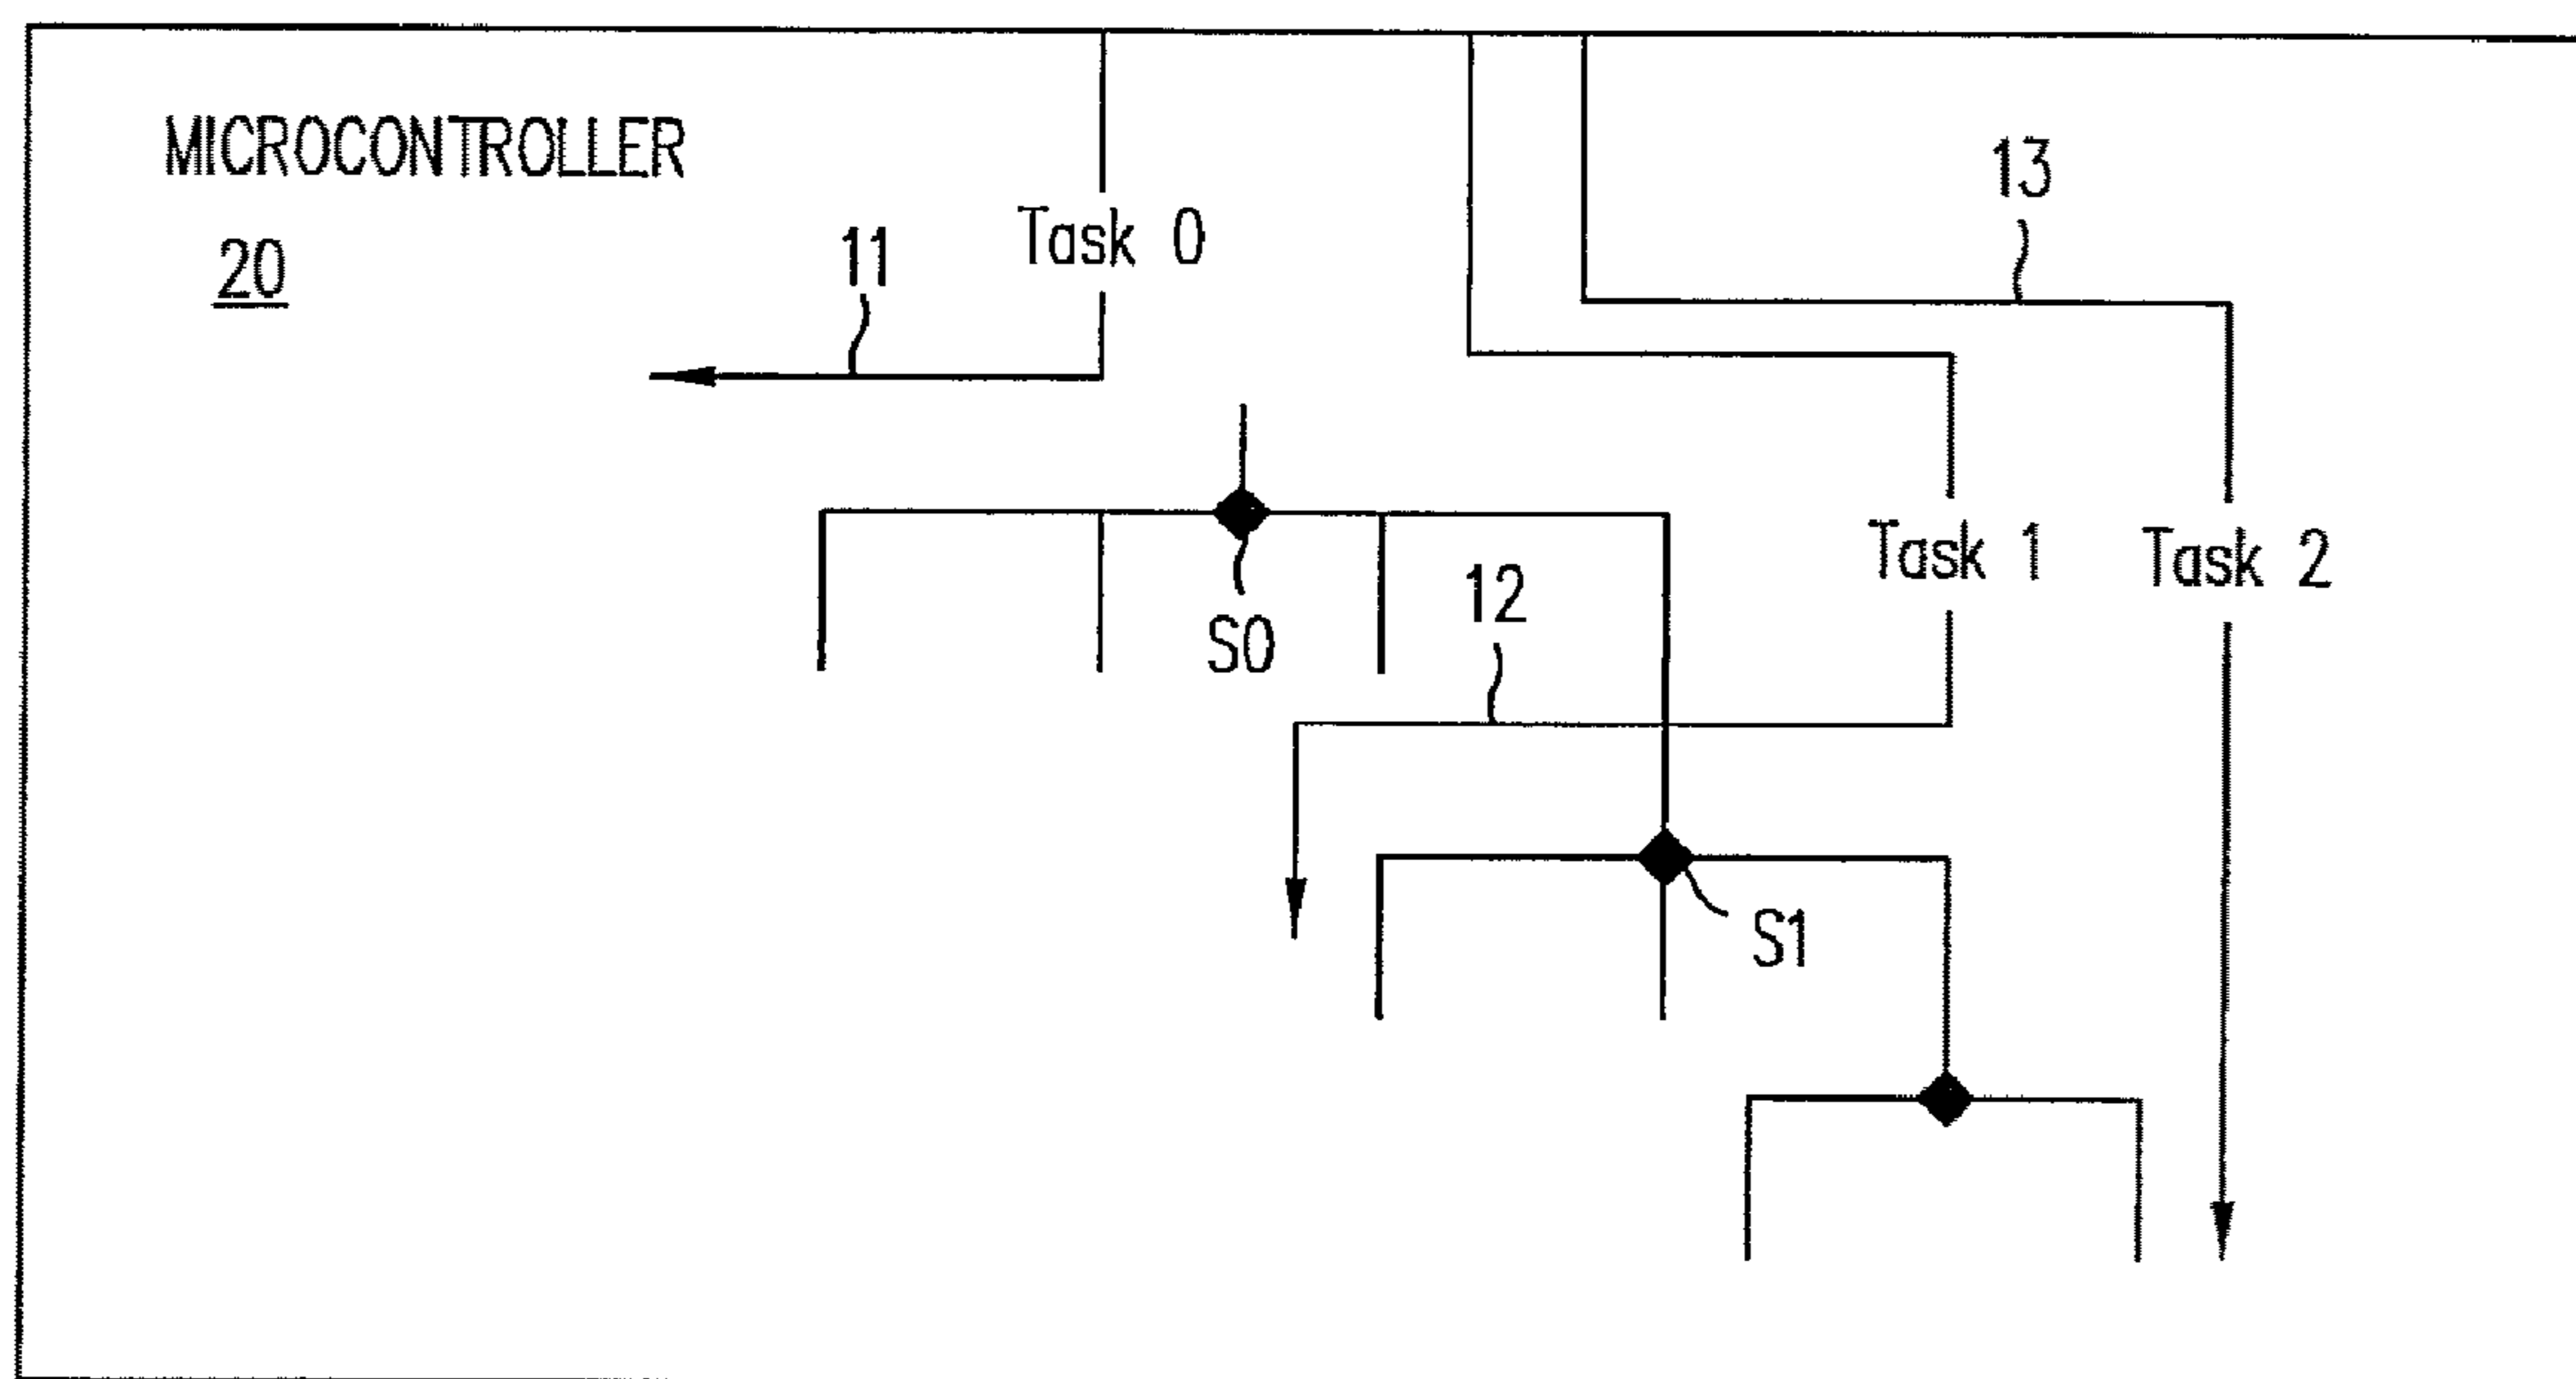 MICROCONTROLLER
20
11
Task 0
13
S0
12
Task 1
Task 2
S1